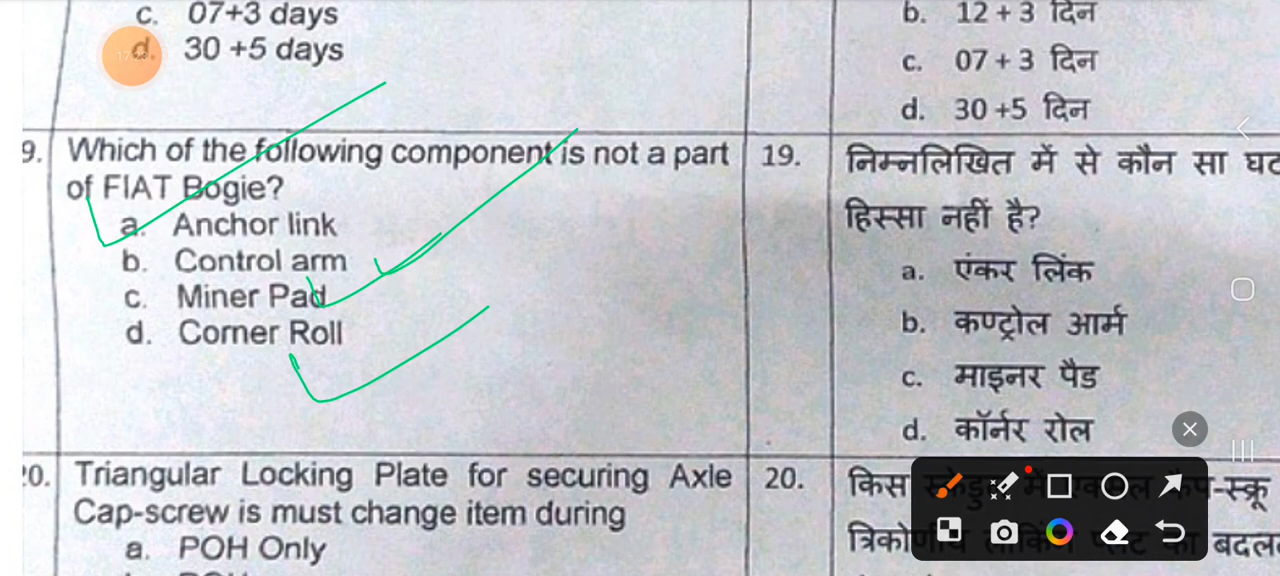 c. 07+3 days
d. 30 +5 days
9. Which of the following component is not a part
of FIAT Bogie?
a. Anchor link
b. Control arm
c. Miner Pad
d. Corner Roll
20. Triangular Locking Plate for securing Axle
Cap-screw is must change item during
a. POH Only
b. 12 + 3 दिन
c. 07 + 3 दिन
d. 30 +5 दिन
19. निम्नलिखित में से कौन सा
हिस्सा नहीं है?
a. एंकर लिंक
b. कण्ट्रोल आर्म
c. माइनर पैड
d. कॉर्नर रोल
20. किस